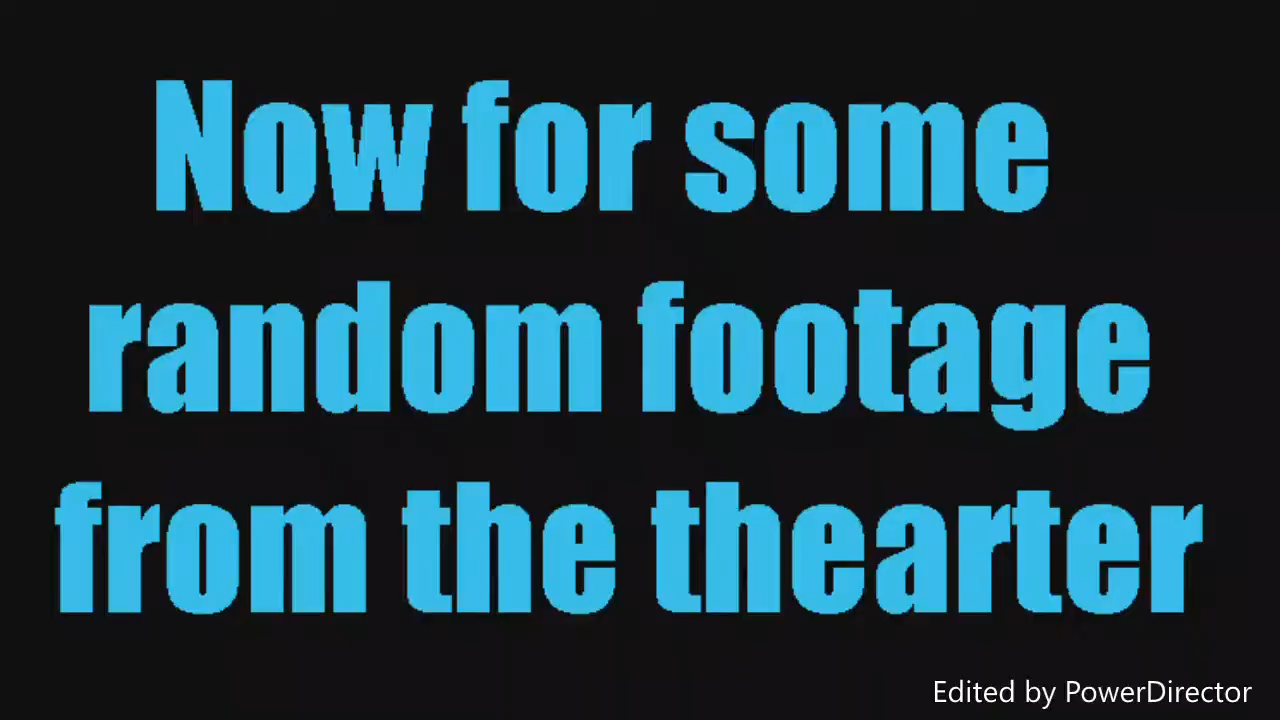 Now for some
random footage
from the thearter
Edited by PowerDirector